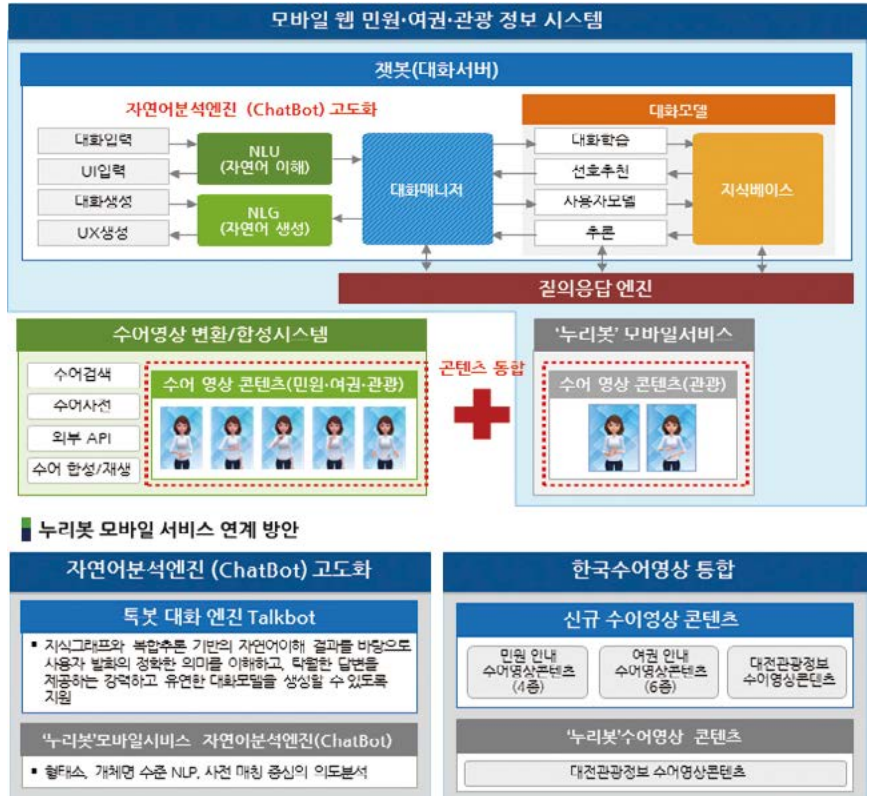 모바일 웹 민원·여권·관광 정보 시스템
챗봇(대화서버)
자연어분석엔진 (ChatBot) 고도화
대화모델
대화입력
UI입력
대화생성
UX생성
NLU
(자연어 이해)
NLG
(자연어 생성)
대화매니저
대화학습
선호추천
사용자모델
추론
지식베이스
질의응답 엔진
수어영상 변환/합성시스템
수어검색
수어사전
외부 API
수어 합성/재생
수어 영상 콘텐츠(민원·여권·관광)
콘텐츠 통합
'누리봇' 모바일서비스
수어 영상 콘텐츠(관광)
누리봇 모바일 서비스 연계 방안
자연어분석엔진 (ChatBot) 고도화
톡봇 대화 엔진 Talkbot
▪ 지식그래프와 복합추론 기반의 자연어이해 결과를 바탕으로
사용자 발화의 정확한 의미를 이해하고, 탁월한 답변을
제공하는 강력하고 유연한 대화모델을 생성할 수 있도록
지원
'누리봇'모바일서비스 자연어분석엔진(ChatBot)
▪ 형태소, 개체명 수준 NLP, 사전 매칭 중심의 의도분석
한국수어영상 통합
신규 수어영상 콘텐츠
민원 안내
수어영상콘텐츠
(4종)
여권 안내
수어영상콘텐츠
(6종)
대전관광정보
수어영상콘텐츠
'누리봇'수어영상 콘텐츠
대전관광정보 수어영상콘텐츠